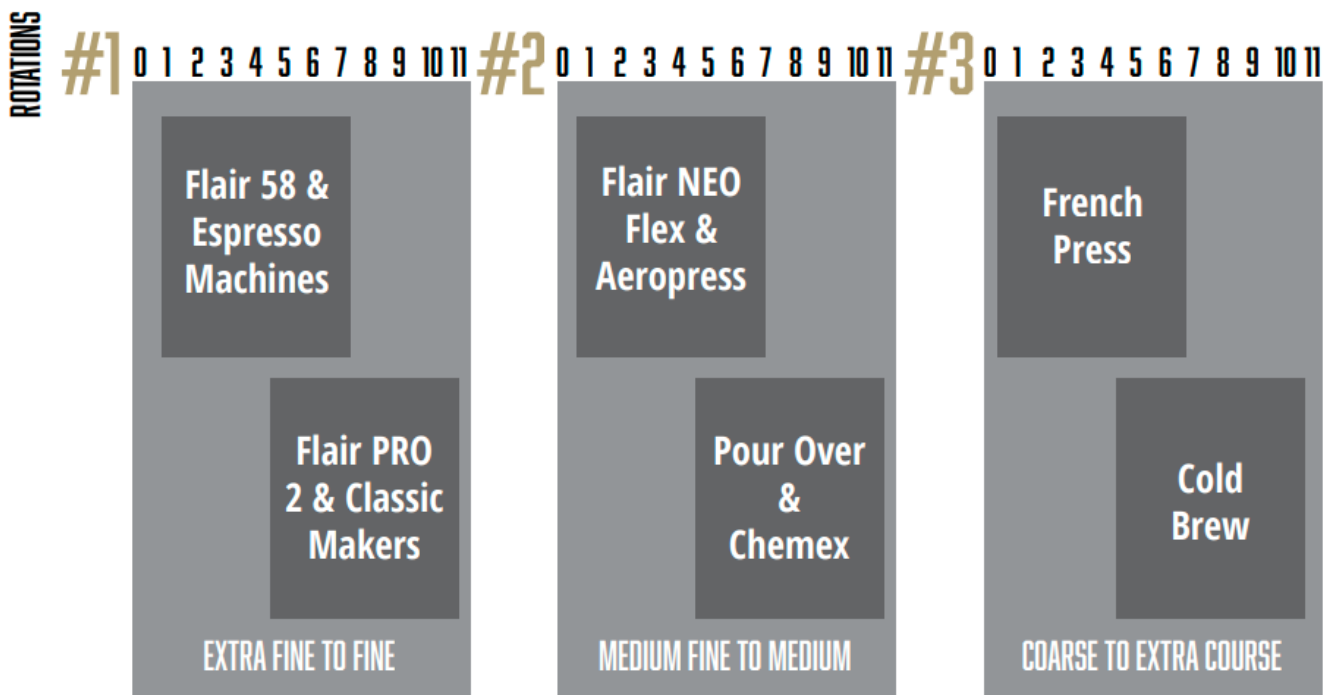 ROTATIONS
#1 0 1 2 3 4 5 6 7 8 9 10 11
#2 0 1 2 3 4 5 6 7 8 9 10 11
#3 0 1 2 3 4 5 6 7 8 9 10 11
Flair 58 &
Espresso
Machines
Flair PRO
2 & Classic
Makers
EXTRA FINE TO FINE
Flair NEO
Flex &
Aeropress
Pour Over
&
Chemex
MEDIUM FINE TO MEDIUM
French
Press
Cold
Brew
COARSE TO EXTRA COURSE